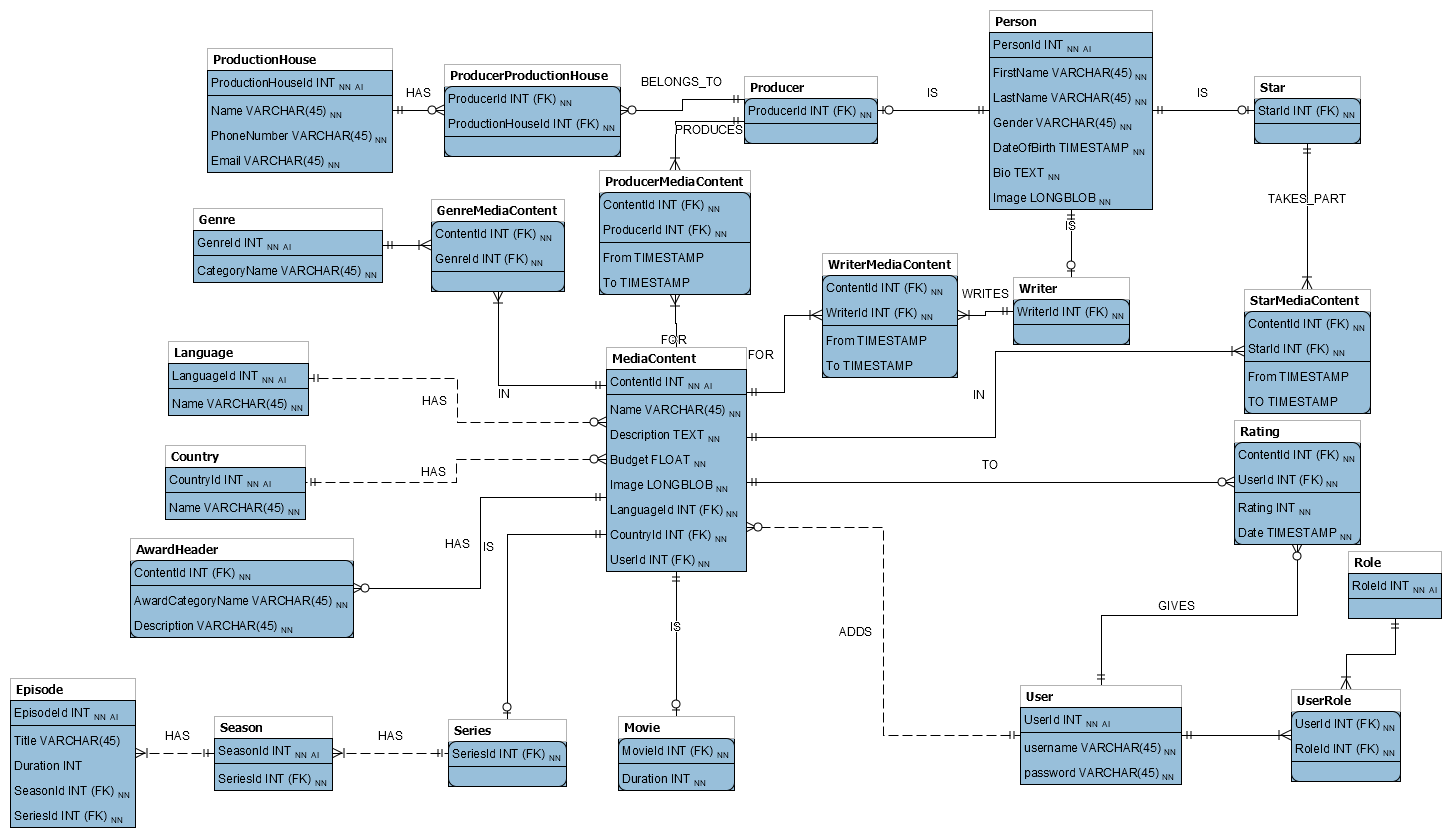 Person
PersonId INT NN AI
FirstName VARCHAR(45) NN
LastName VARCHAR(45) NN
Gender VARCHAR(45) NN
DateOfBirth TIMESTAMP NN
Bio TEXT NN
Image LONGBLOB NN
ProductionHouse
ProductionHouseId INT NN AI
Name VARCHAR(45) NN
PhoneNumber VARCHAR(45) NN
Email VARCHAR(45) NN
HAS
ProducerProductionHouse
ProducerId INT (FK) NN
ProductionHouseId INT (FK) NN
BELONGS_TO
Producer
ProducerId INT (FK) NN
IS
IS
Star
StarId INT (FK) NN
PRODUCES
ProducerMediaContent
ContentId INT (FK) NN
ProducerId INT (FK) NN
From TIMESTAMP
To TIMESTAMP
Genre
GenreId INT NN AI
CategoryName VARCHAR(45) NN
GenreMediaContent
ContentId INT (FK) NN
GenreId INT (FK) NN
TAKES_PART
IS
WriterMediaContent
ContentId INT (FK) NN
WriterId INT (FK) NN
From TIMESTAMP
To TIMESTAMP
WRITES
Writer
WriterId INT (FK) NN
StarMediaContent
ContentId INT (FK) NN
StarId INT (FK) NN
From TIMESTAMP
TO TIMESTAMP
FOR
FOR
Language
LanguageId INT NN AI
Name VARCHAR(45) NN
HAS
IN
IN
MediaContent
ContentId INT NN AI
Name VARCHAR(45) NN
Description TEXT NN
Budget FLOAT NN
Image LONGBLOB NN
LanguageId INT (FK) NN
CountryId INT (FK) NN
UserId INT (FK) NN
Country
CountryId INT NN AI
Name VARCHAR(45) NN
HAS
TO
Rating
ContentId INT (FK) NN
UserId INT (FK) NN
Rating INT NN
Date TIMESTAMP NN
AwardHeader
ContentId INT (FK) NN
AwardCategoryName VARCHAR(45) NN
Description VARCHAR(45) NN
HAS
IS
IS
ADDS
GIVES
Role
RoleId INT NN AI
Episode
EpisodeId INT NN AI
Title VARCHAR(45)
Duration INT
SeasonId INT (FK) NN
SeriesId INT (FK) NN
HAS
Season
SeasonId INT NN AI
SeriesId INT (FK) NN
HAS
Series
SeriesId INT (FK) NN
Movie
MovieId INT (FK) NN
Duration INT NN
User
UserId INT NN AI
username VARCHAR(45) NN
password VARCHAR(45) NN
UserRole
UserId INT (FK) NN
RoleId INT (FK) NN